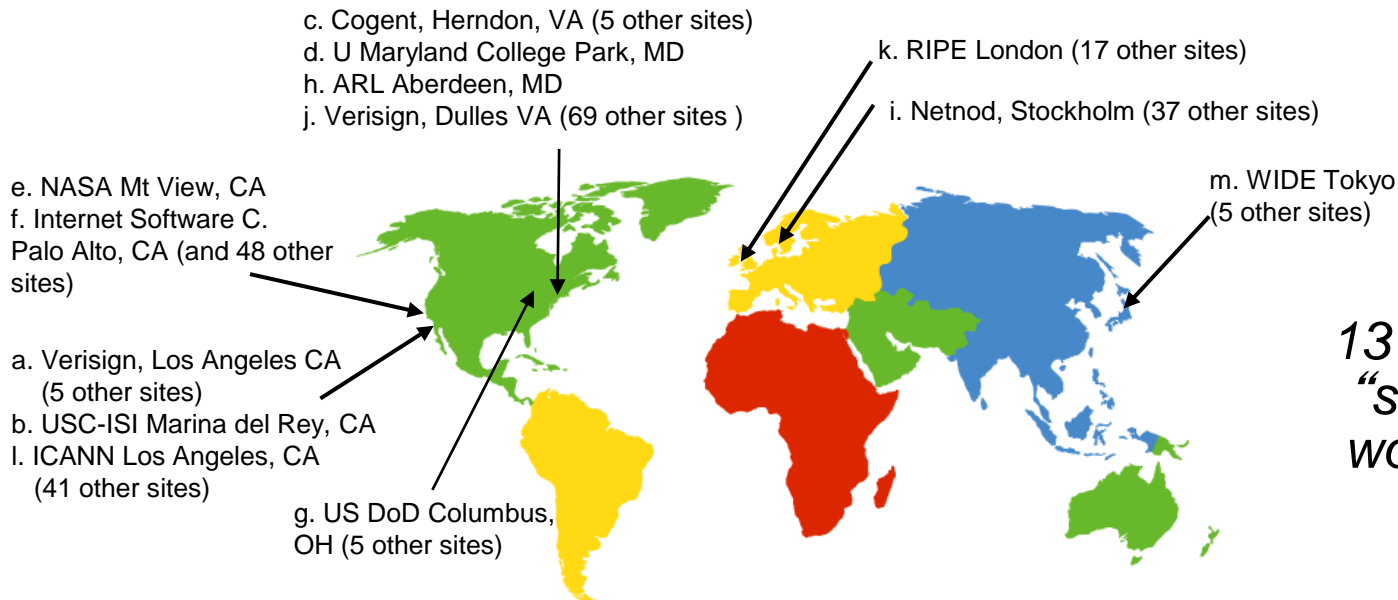 c. Cogent, Herndon, VA (5 other sites)
d. U Maryland College Park, MD
h. ARL Aberdeen, MD
j. Verisign, Dulles VA (69 other sites )
k. RIPE London (17 other sites)
i. Netnod, Stockholm (37 other sites)
m. WIDE Tokyo
(5 other sites)
e. NASA Mt View, CA
f. Internet Software C.
Palo Alto, CA (and 48 other
sites)
a. Verisign, Los Angeles CA
(5 other sites)
b. USC-ISI Marina del Rey, CA
l. ICANN Los Angeles, CA
(41 other sites)
g. US DoD Columbus,
OH (5 other sites)
13